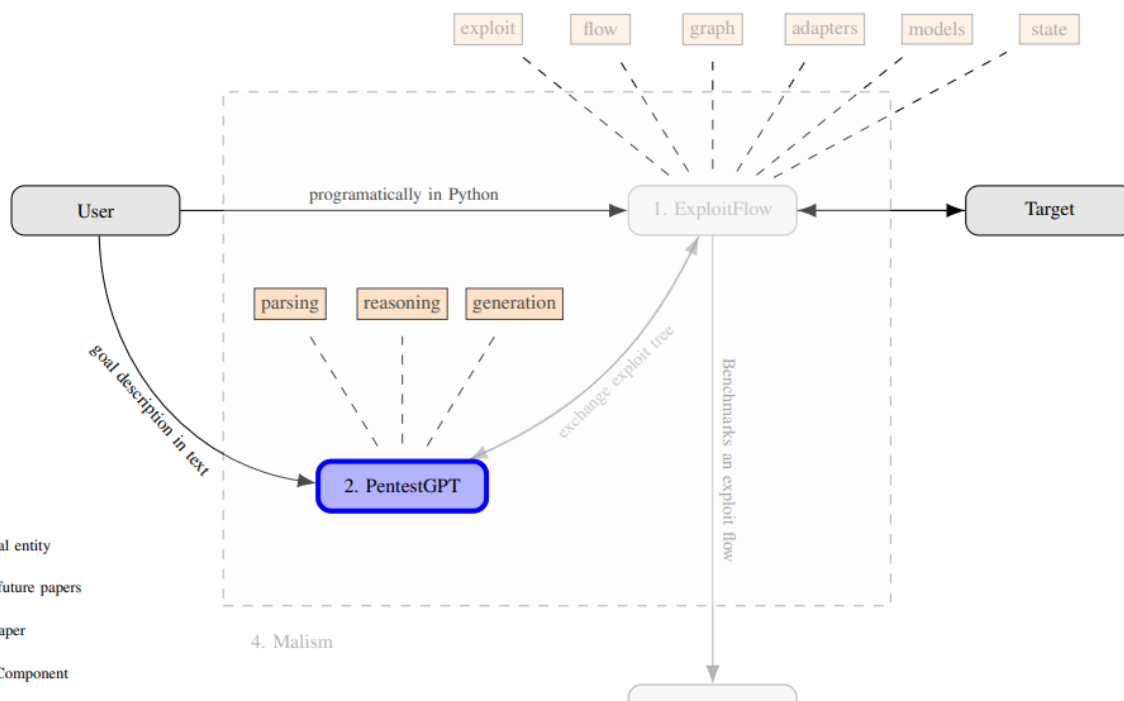 exploit
flow
graph
adapters
models
state
programatically in Python
User
1. ExploitFlow
Target
parsing
reasoning
generation
goal description in text
exchange exploit tree
Benchmarks an exploit flow
2. PentestGPT
al entity
future papers
aper
Component
4. Malism